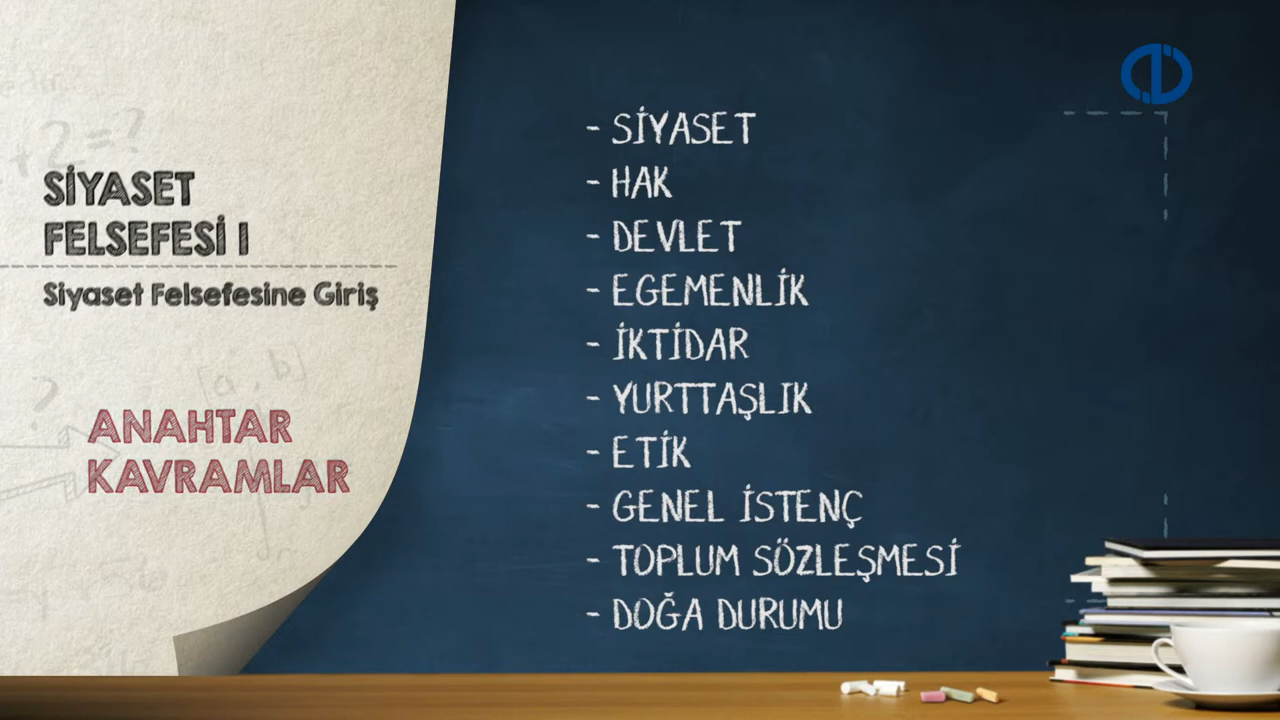 SİYASET
FELSEFESİ I
Siyaset Felsefesine Giriş
ANAHTAR
KAVRAMLAR
- SİYASET
- HAK
- DEVLET
- EGEMENLİK
- İKTİDAR
- YURTTAŞLIK
- ETİK
- GENEL İSTENÇ
- TOPLUM SÖZLEŞMESİ
- DOĞA DURUMU